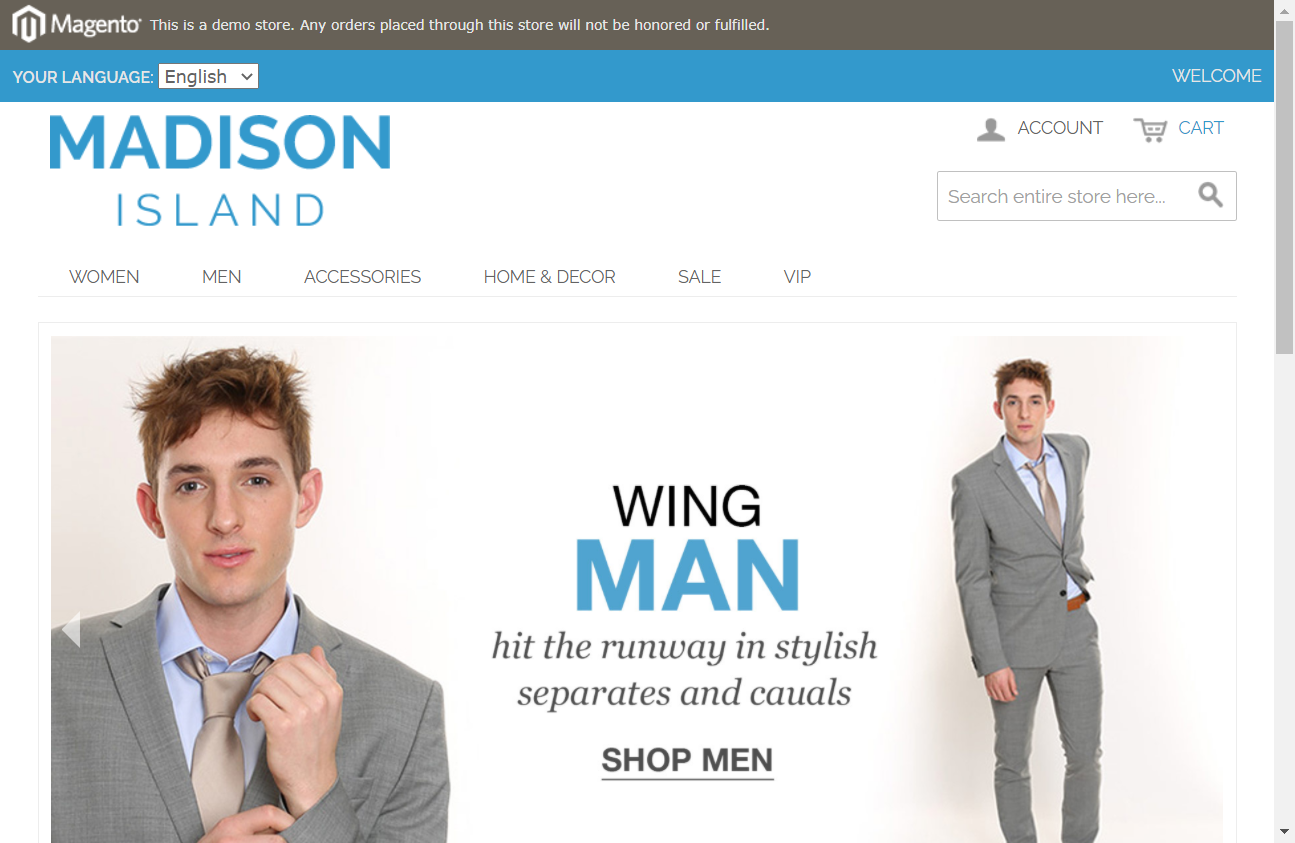 Magento This is a demo store. Any orders placed through this store will not be honored or fulfilled.
YOUR LANGUAGE: English WELCOME
MADISON
ISLAND
ACCOUNT CART
Search entire store here...
WOMEN MEN ACCESSORIES HOME & DECOR SALE VIP
WING
MAN
hit the runway in stylish
separates and cauals
SHOP MEN